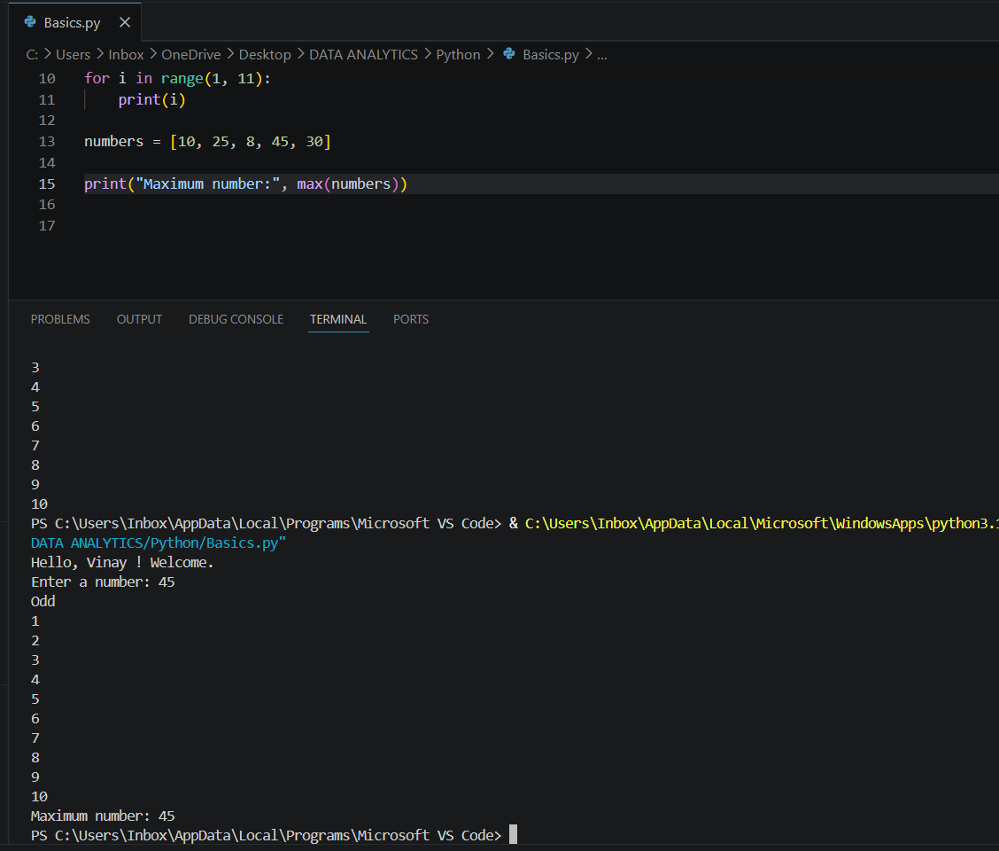 Basics.py
C: > Users > Inbox > OneDrive > Desktop > DATA ANALYTICS > Python > Basics.py > ...
10 for i in range(1, 11):
11     print(i)
12
13 numbers = [10, 25, 8, 45, 30]
14
15 print("Maximum number:", max(numbers))
16
17
PROBLEMS OUTPUT DEBUG CONSOLE TERMINAL PORTS
3
4
5
6
7
8
9
10
PS C:\Users\Inbox\AppData\Local\Programs\Microsoft VS Code> & C:\Users\Inbox\AppData\Local\Microsoft\WindowsApps\python3.1
DATA ANALYTICS/Python/Basics.py"
Hello, Vinay ! Welcome.
Enter a number: 45
Odd
1
2
3
4
5
6
7
8
9
10
Maximum number: 45
PS C:\Users\Inbox\AppData\Local\Programs\Microsoft VS Code>